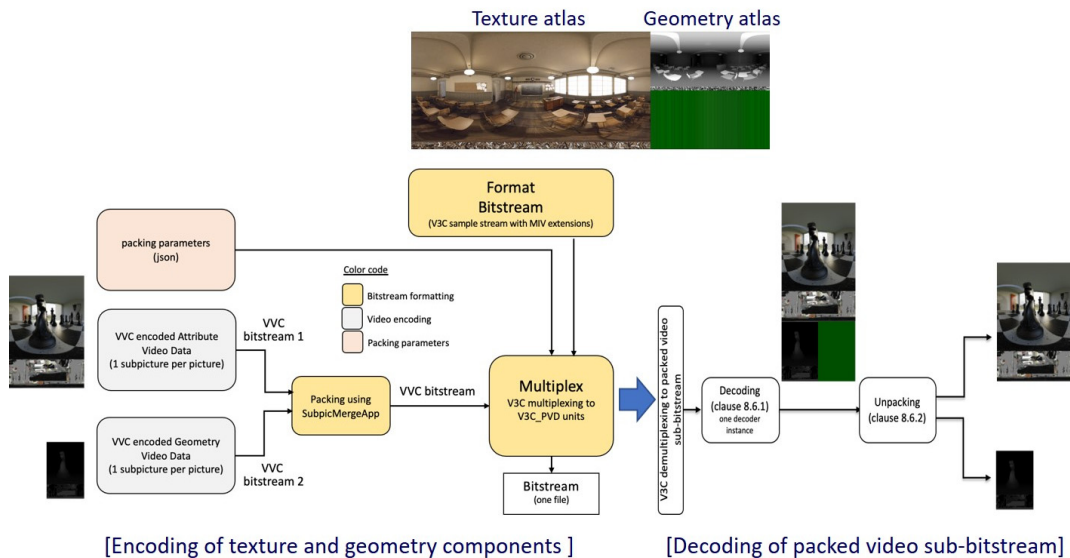 Texture atlas
Geometry atlas
Format
Bitstream
(V3C sample stream with MIV extensions)
packing parameters
(json)
Color code
Bitstream formatting
Video encoding
Packing parameters
VVC encoded Attribute
Video Data
(1 subpicture per picture)
VVC
bitstream 1
Packing using
SubpicMergeApp
VVC bitstream
Multiplex
V3C multiplexing to
V3C_PVD units
VVC encoded Geometry
Video Data
(1 subpicture per picture)
VVC
bitstream 2
Bitstream
(one file)
V3C demultiplexing to packed video
sub-bitstream
Decoding
(clause 8.6.1)
one decoder
instance
Unpacking
(clause 8.6.2)
[Encoding of texture and geometry components ]
[Decoding of packed video sub-bitstream]